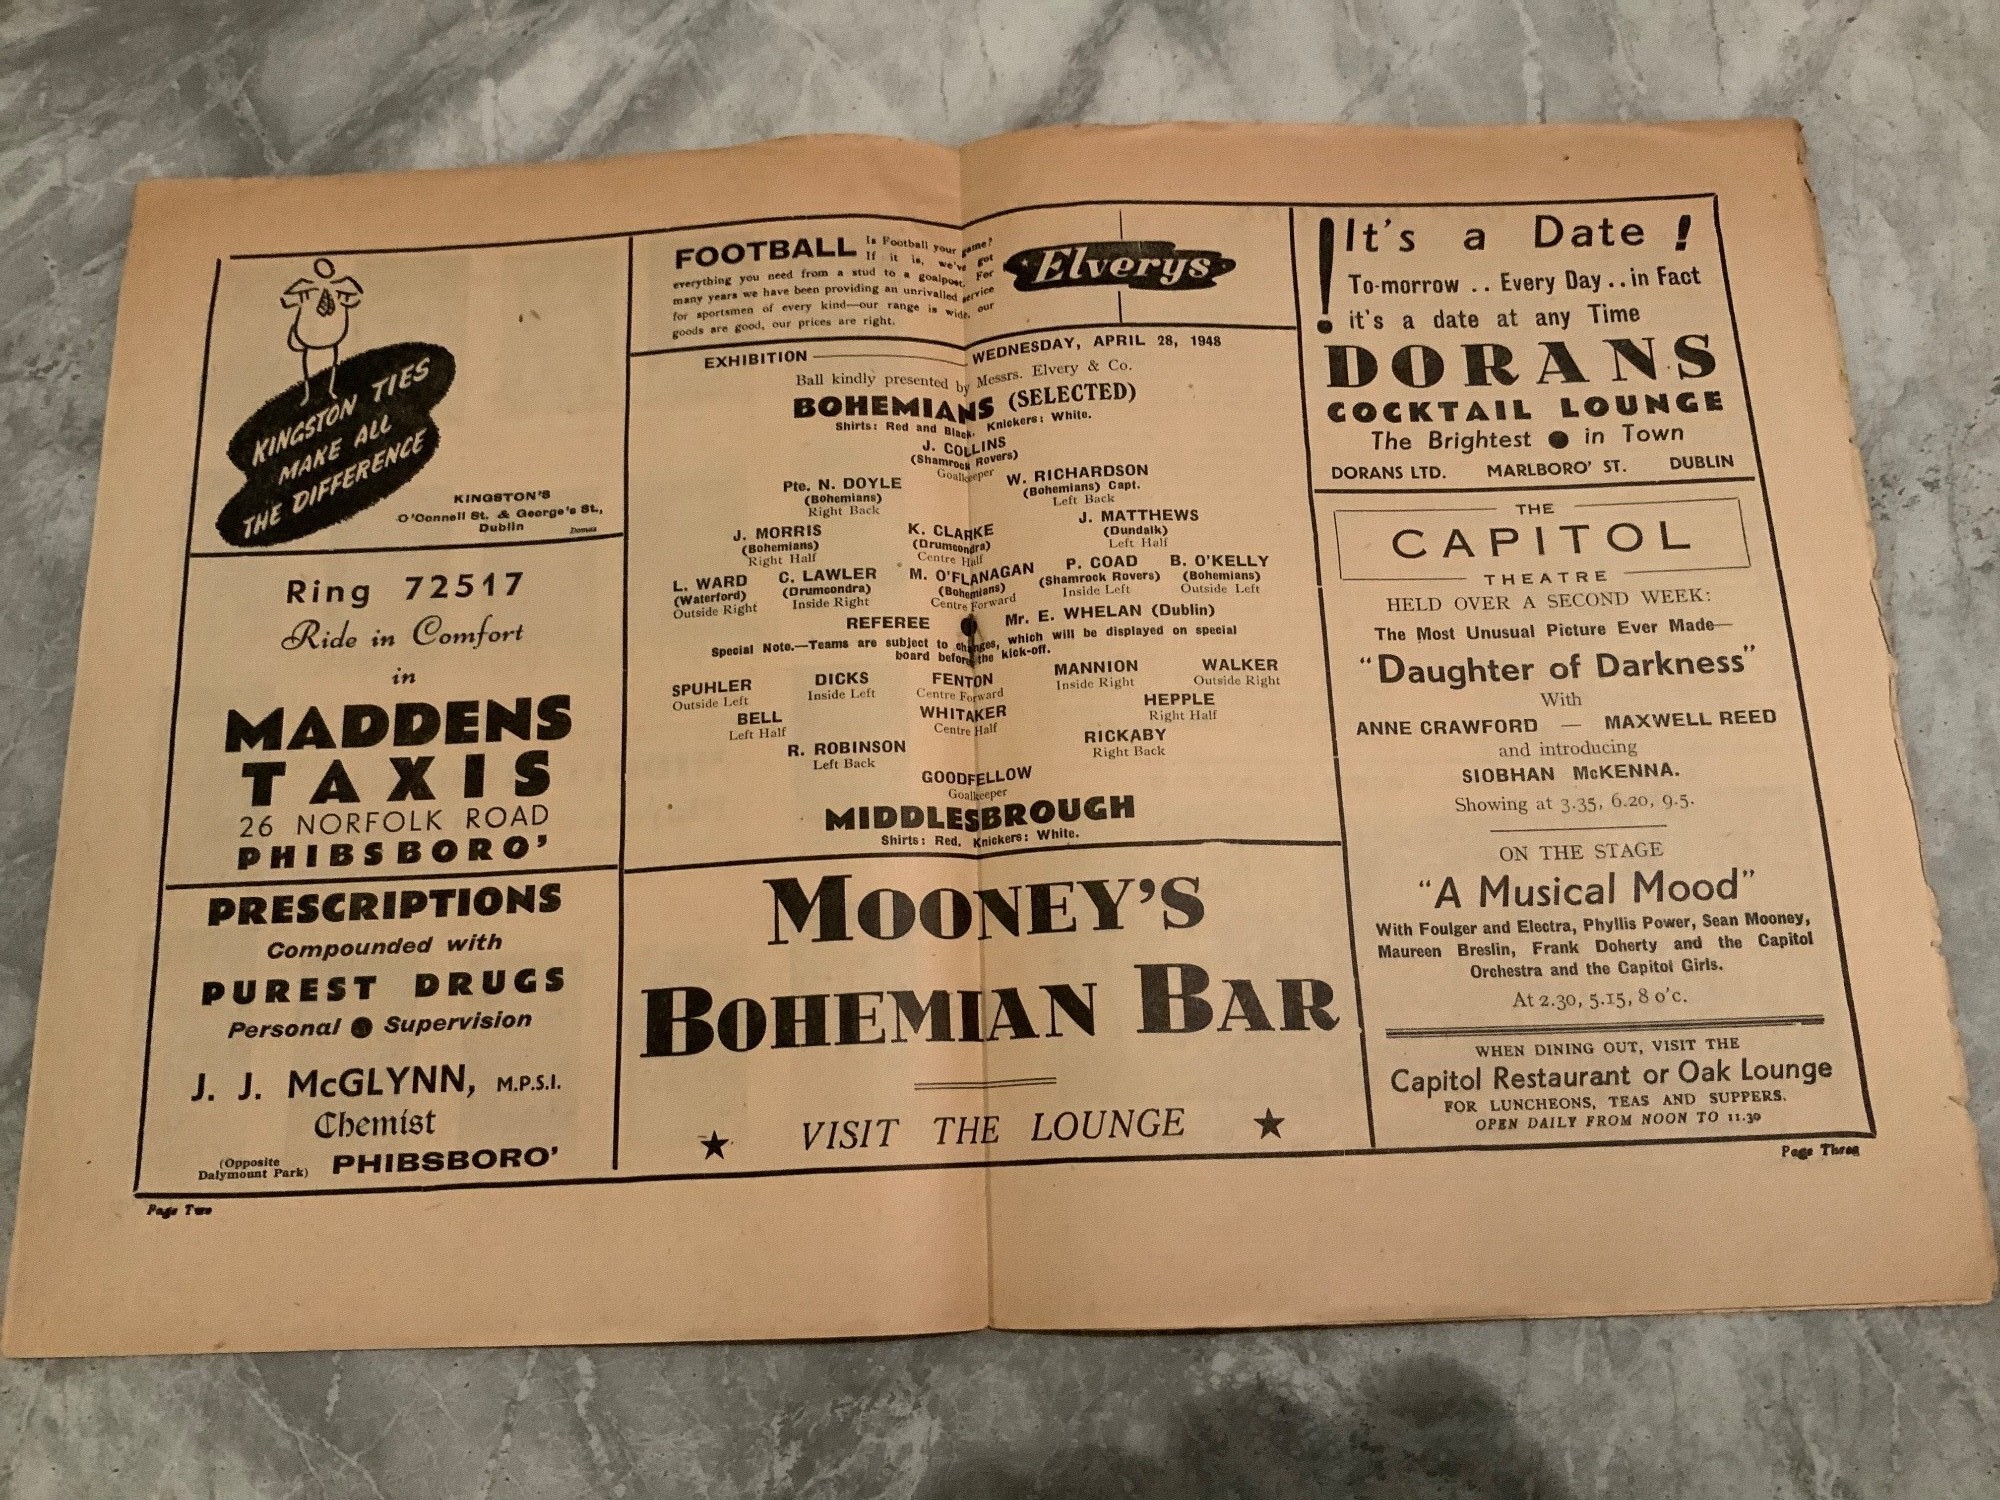 KINGSTON TIES
MAKE ALL
THE DIFFERENCE
KINGSTON'S
O'Connell St. & George's St.,
Dublin
Domas
Ring 72517
Ride in Comfort
in
MADDENS
TAXIS
26 NORFOLK ROAD
PHIBSBORO'
PRESCRIPTIONS
Compounded with
PUREST DRUGS
Personal ● Supervision
J. J. McGLYNN, M.P.S.I.
Chemist
(Opposite
Dalymount Park) PHIBSBORO'
Page Two
FOOTBALL Is Football your game?
If it is, we've got
everything you need from a stud to a goalpost. For
many years we have been providing an unrivalled service
for sportsmen of every kind—our range is wide, our
goods are good, our prices are right.
Elverys
EXHIBITION WEDNESDAY, APRIL 28, 1948
Ball kindly presented by Messrs. Elvery & Co.
BOHEMIANS (SELECTED)
Shirts: Red and Black. Knickers: White.
J. COLLINS
(Shamrock Rovers)
Goalkeeper
Pte. N. DOYLE W. RICHARDSON
(Bohemians) (Bohemians) Capt.
Right Back Left Back
J. MORRIS K. CLARKE J. MATTHEWS
(Bohemians) (Drumcondra) (Dundalk)
Right Half Centre Half Left Half
L. WARD C. LAWLER M. O'FLANAGAN P. COAD B. O'KELLY
(Waterford) (Drumcondra) (Bohemians) (Shamrock Rovers) (Bohemians)
Outside Right Inside Right Centre Forward Inside Left Outside Left
REFEREE ● Mr. E. WHELAN (Dublin)
Special Note.—Teams are subject to changes, which will be displayed on special
board before the kick-off.
SPUHLER DICKS FENTON MANNION WALKER
Outside Left Inside Left Centre Forward Inside Right Outside Right
BELL WHITAKER HEPPLE
Left Half Centre Half Right Half
R. ROBINSON RICKABY
Left Back Right Back
GOODFELLOW
Goalkeeper
MIDDLESBROUGH
Shirts: Red. Knickers: White.
MOONEY'S
BOHEMIAN BAR
★ VISIT THE LOUNGE ★
! It's a Date !
To-morrow .. Every Day .. in Fact
it's a date at any Time
DORANS
COCKTAIL LOUNGE
The Brightest ● in Town
DORANS LTD. MARLBORO' ST. DUBLIN
THE
CAPITOL
THEATRE
HELD OVER A SECOND WEEK:
The Most Unusual Picture Ever Made—
"Daughter of Darkness"
With
ANNE CRAWFORD — MAXWELL REED
and introducing
SIOBHAN McKENNA.
Showing at 3.35, 6.20, 9.5.
ON THE STAGE
"A Musical Mood"
With Foulger and Electra, Phyllis Power, Sean Mooney,
Maureen Breslin, Frank Doherty and the Capitol
Orchestra and the Capitol Girls.
At 2.30, 5.15, 8 o'c.
WHEN DINING OUT, VISIT THE
Capitol Restaurant or Oak Lounge
FOR LUNCHEONS, TEAS AND SUPPERS.
OPEN DAILY FROM NOON TO 11.30
Page Three